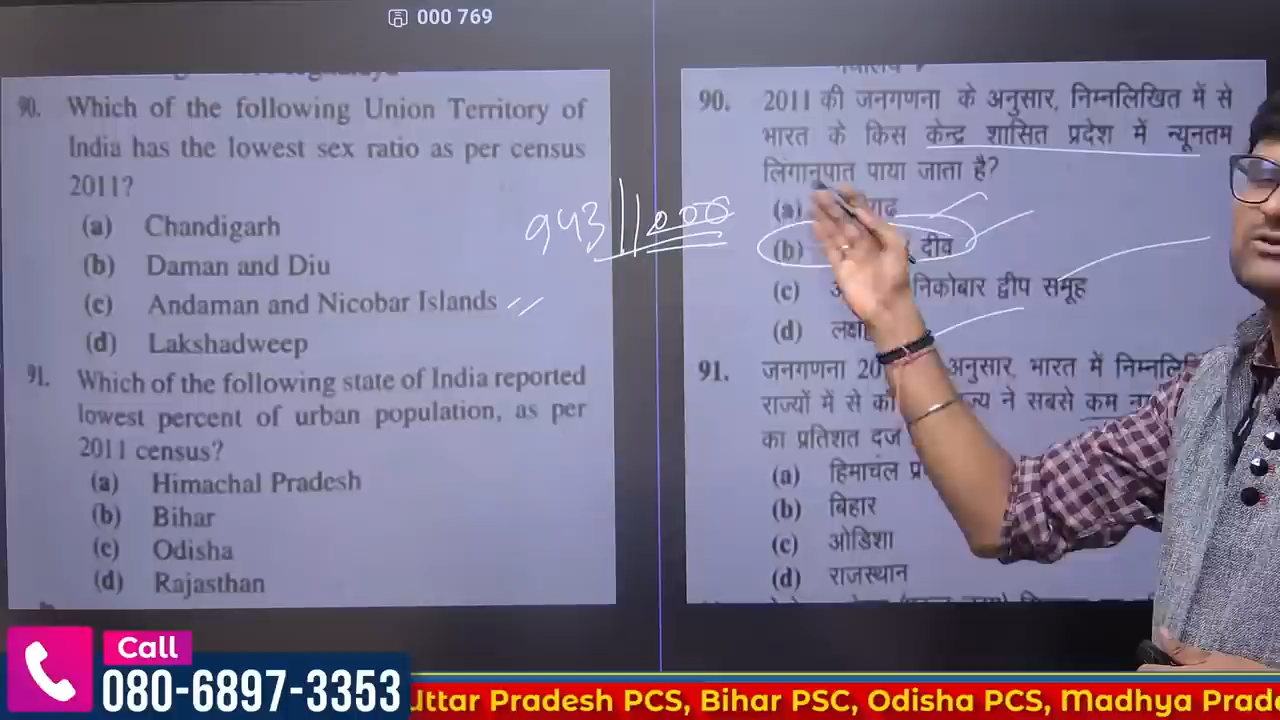 000 769
90. Which of the following Union Territory of
India has the lowest sex ratio as per census
2011?
(a) Chandigarh
(b) Daman and Diu
(c) Andaman and Nicobar Islands
(d) Lakshadweep
91. Which of the following state of India reported
lowest percent of urban population, as per
2011 census?
(a) Himachal Pradesh
(b) Bihar
(c) Odisha
(d) Rajasthan
943 1000
90. 2011 की जनगणना के अनुसार, निम्नलिखित में से
भारत के किस केन्द्र शासित प्रदेश में न्यूनतम
लिंगानुपात पाया जाता है?
(a)
(b) दीव
(c) निकोबार द्वीप समूह
(d)
91. जनगणना अनुसार, भारत में
राज्यों में से ने सबसे कम
का प्रतिशत
(a) हिमाचल
(b) बिहार
(c) ओडिशा
(d) राजस्थान
Call
080-6897-3353
Uttar Pradesh PCS, Bihar PSC, Odisha PCS, Madhya